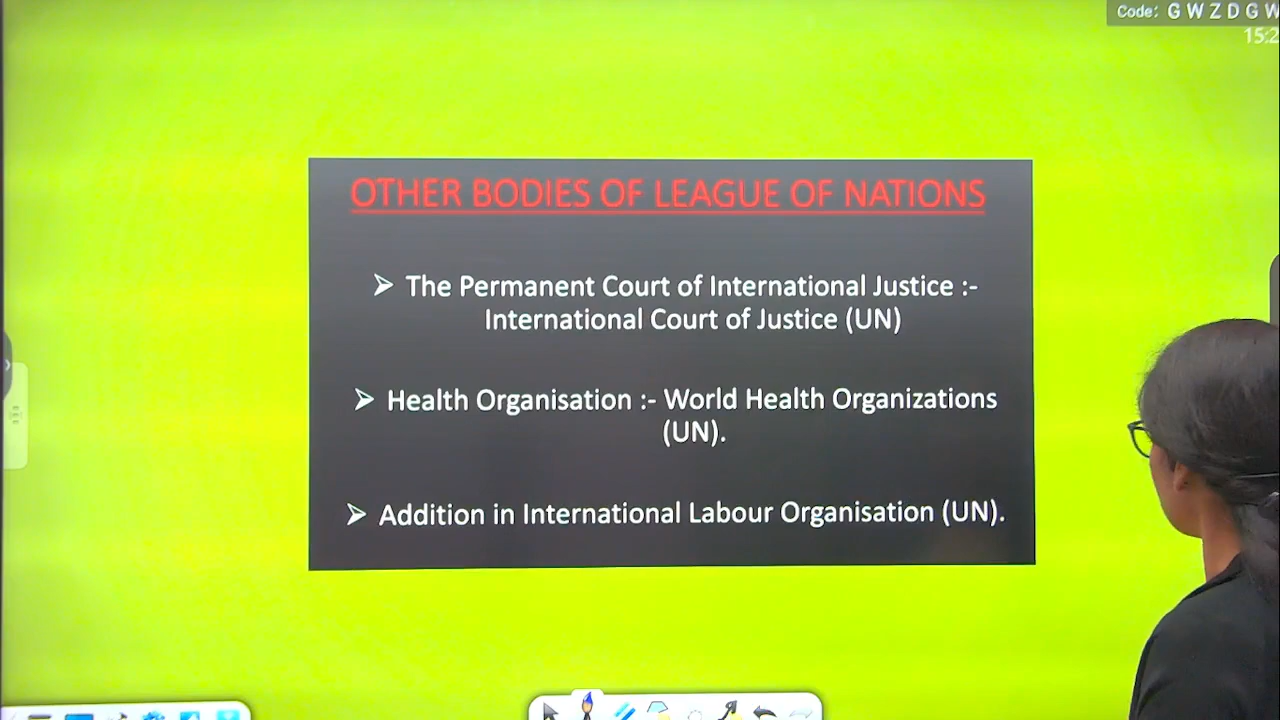 Code: G W Z D G W
15:2
OTHER BODIES OF LEAGUE OF NATIONS
➢ The Permanent Court of International Justice :-
International Court of Justice (UN)
➢ Health Organisation :- World Health Organizations
(UN).
➢ Addition in International Labour Organisation (UN).